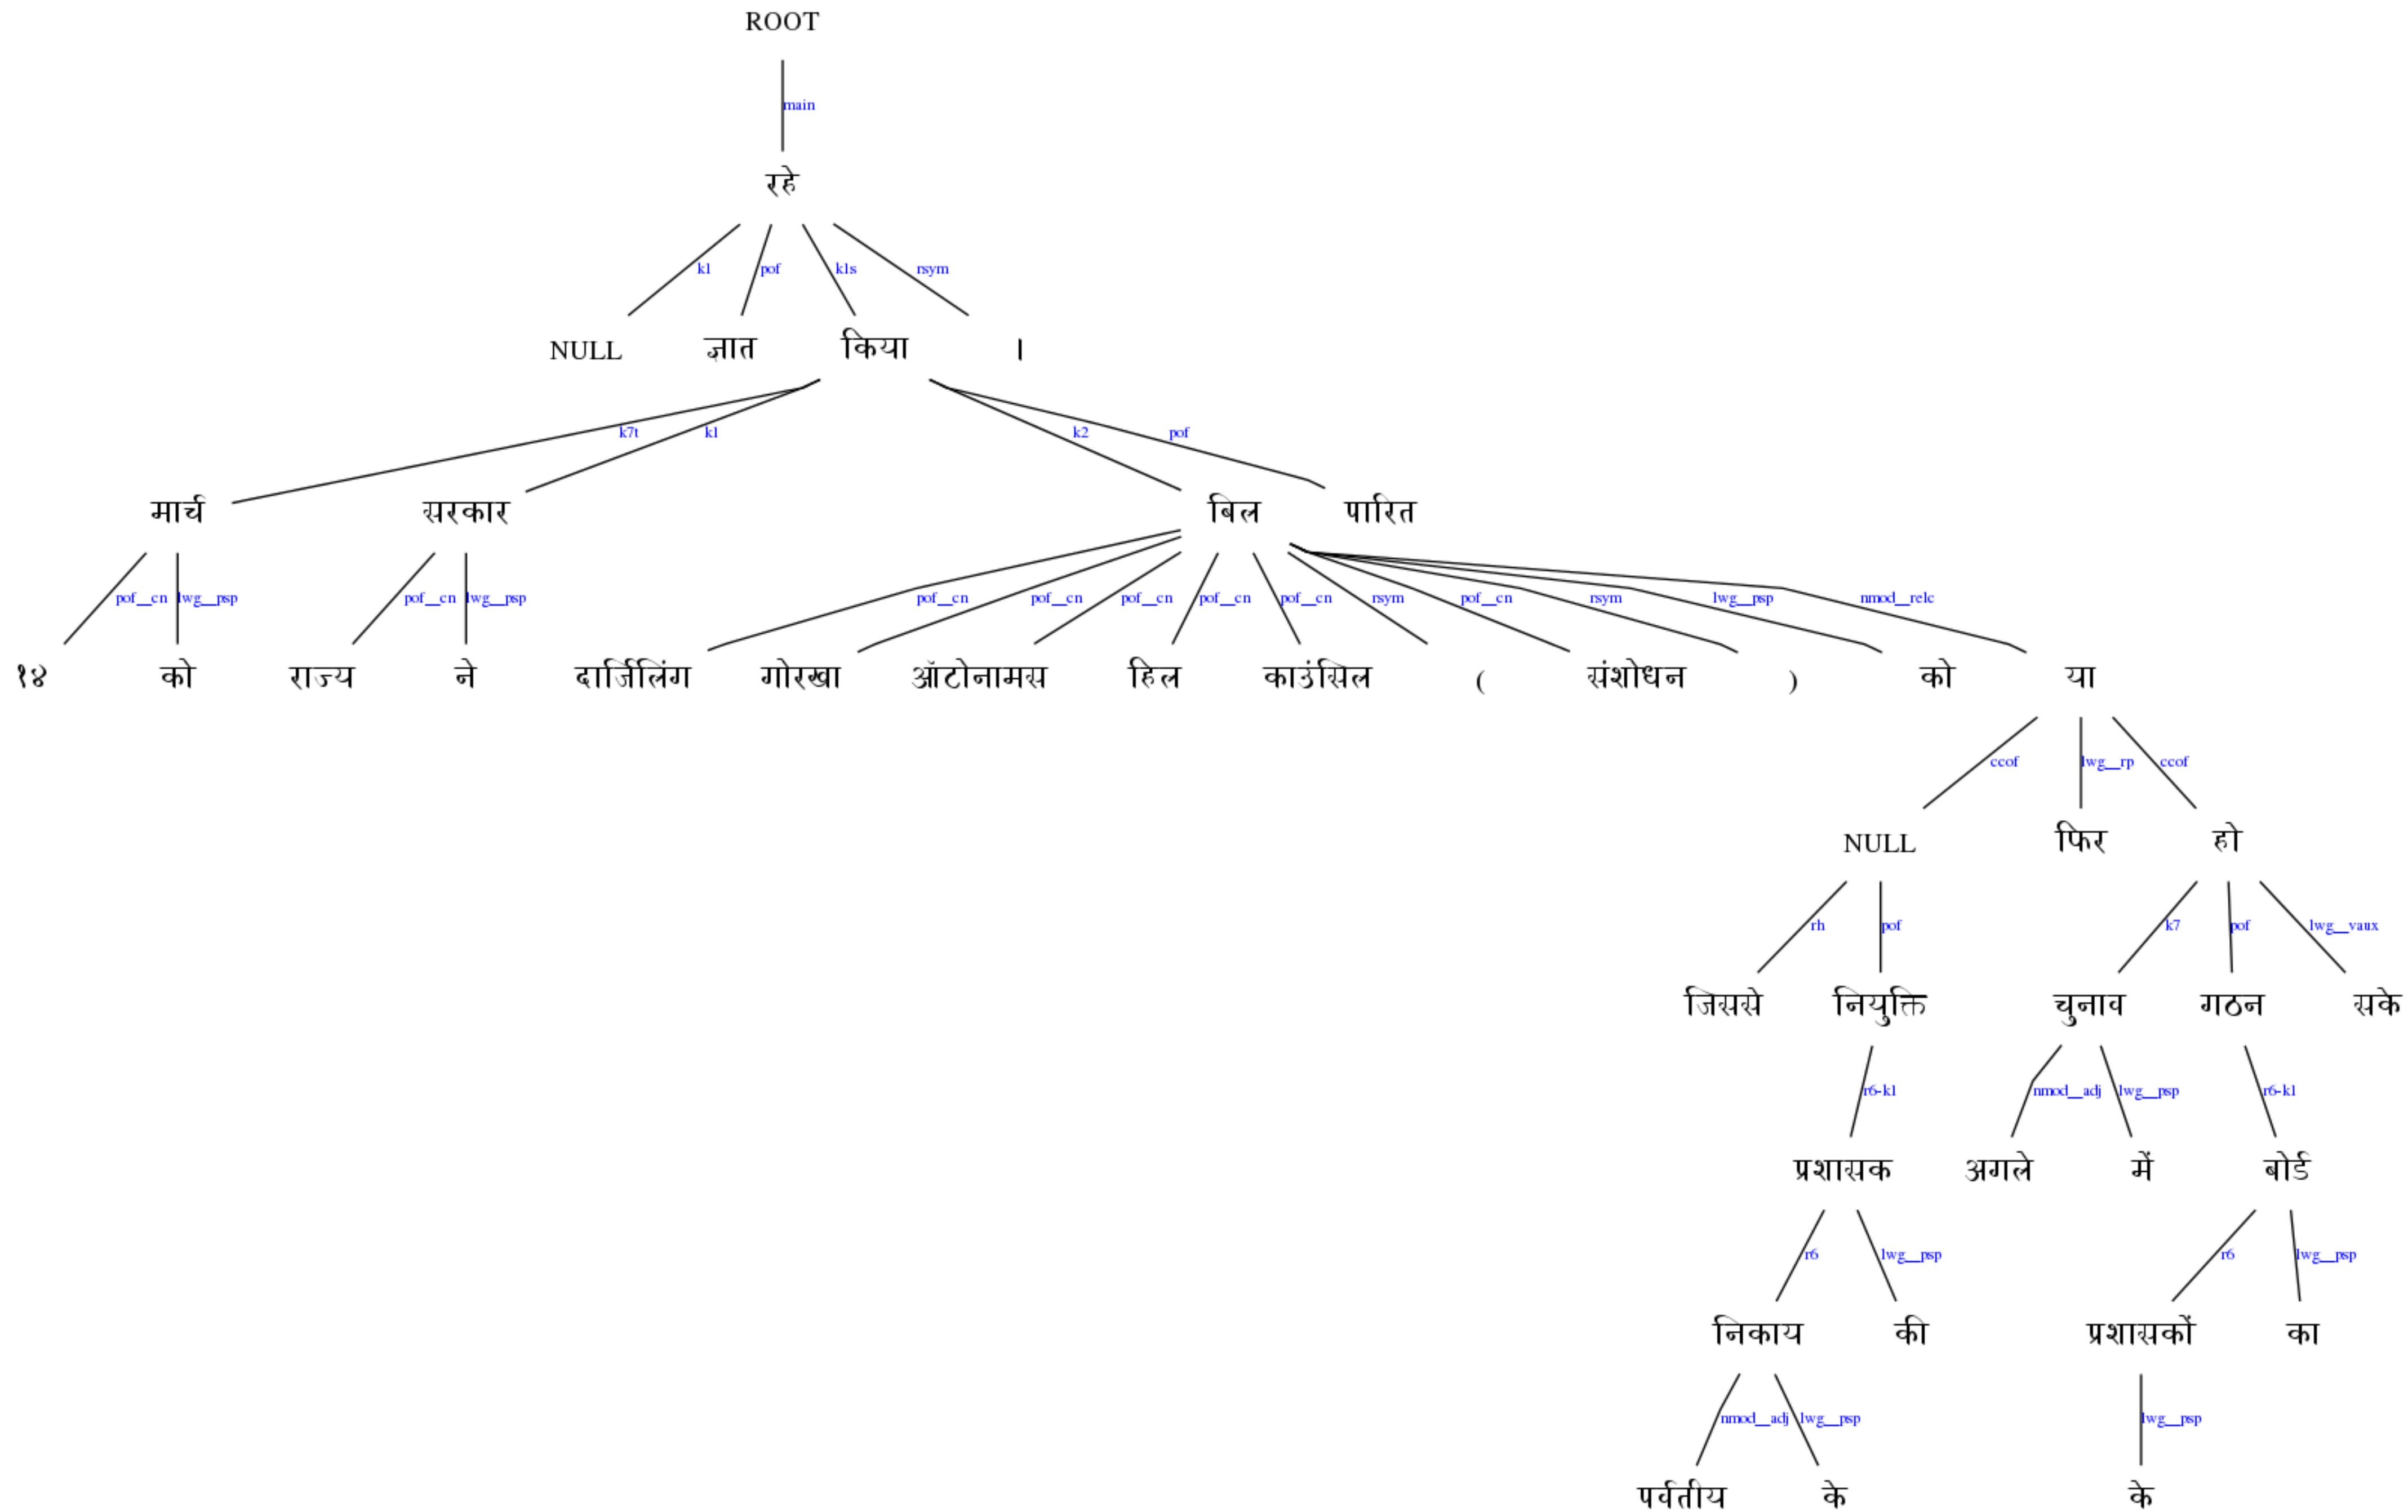 ROOT
main
रहे
k1 pof k1s rsym
NULL ज्ञात किया ।
k7t k1 k2 pof
मार्च सरकार बिल पारित
pof__cn lwg__psp pof__cn lwg__psp pof__cn pof__cn pof__cn pof__cn pof__cn rsym pof__cn rsym lwg__psp nmod__relc
१४ को राज्य ने दार्जिलिंग गोरखा ऑटोनामस हिल काउंसिल ( संशोधन ) को या
ccof lwg__rp ccof
NULL फिर हो
rh pof k7 pof lwg__vaux
जिससे नियुक्ति चुनाव गठन सके
r6-k1 nmod__adj lwg__psp r6-k1
प्रशासक अगले में बोर्ड
r6 lwg__psp r6 lwg__psp
निकाय की प्रशासकों का
nmod__adj lwg__psp lwg__psp
पर्वतीय के के